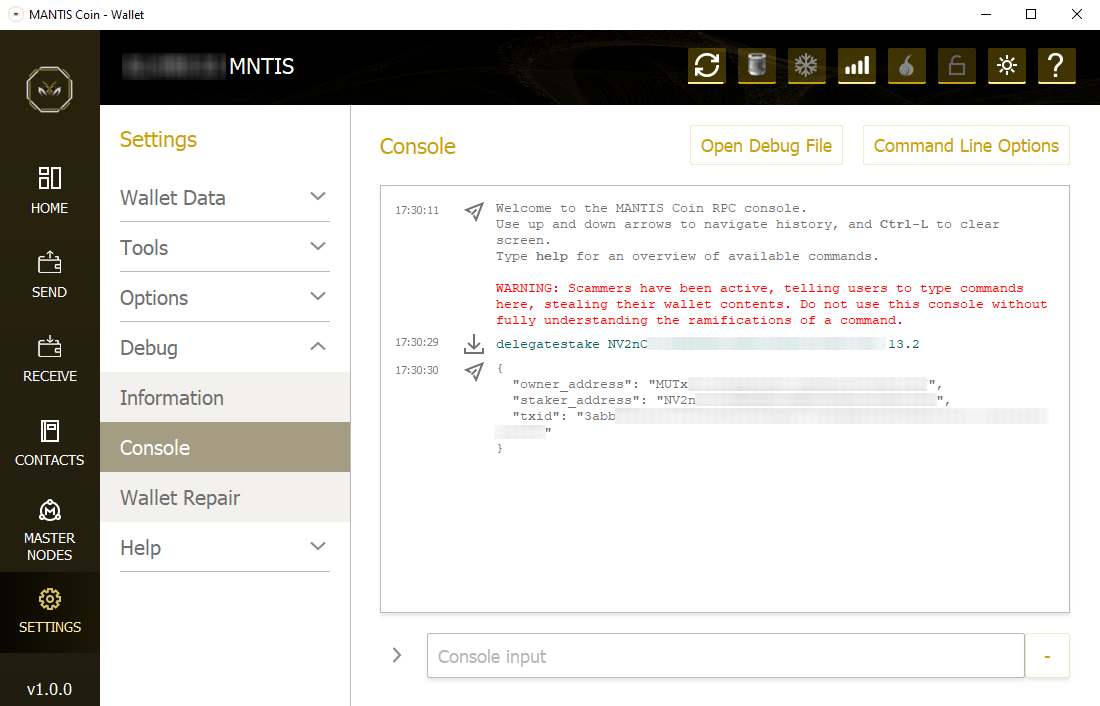 MANTIS Coin - Wallet
MNTIS
HOME
SEND
RECEIVE
CONTACTS
MASTER
NODES
SETTINGS
v1.0.0
Settings
Wallet Data
Tools
Options
Debug
Information
Console
Wallet Repair
Help
Console
Open Debug File
Command Line Options
17:30:11
Welcome to the MANTIS Coin RPC console.
Use up and down arrows to navigate history, and Ctrl-L to clear
screen.
Type help for an overview of available commands.
WARNING: Scammers have been active, telling users to type commands
here, stealing their wallet contents. Do not use this console without
fully understanding the ramifications of a command.
17:30:29
delegatestake NV2nC 13.2
17:30:30
{
"owner_address": "MUTx ",
"staker_address": "NV2n ",
"txid": "3abb
"
}
Console input
-